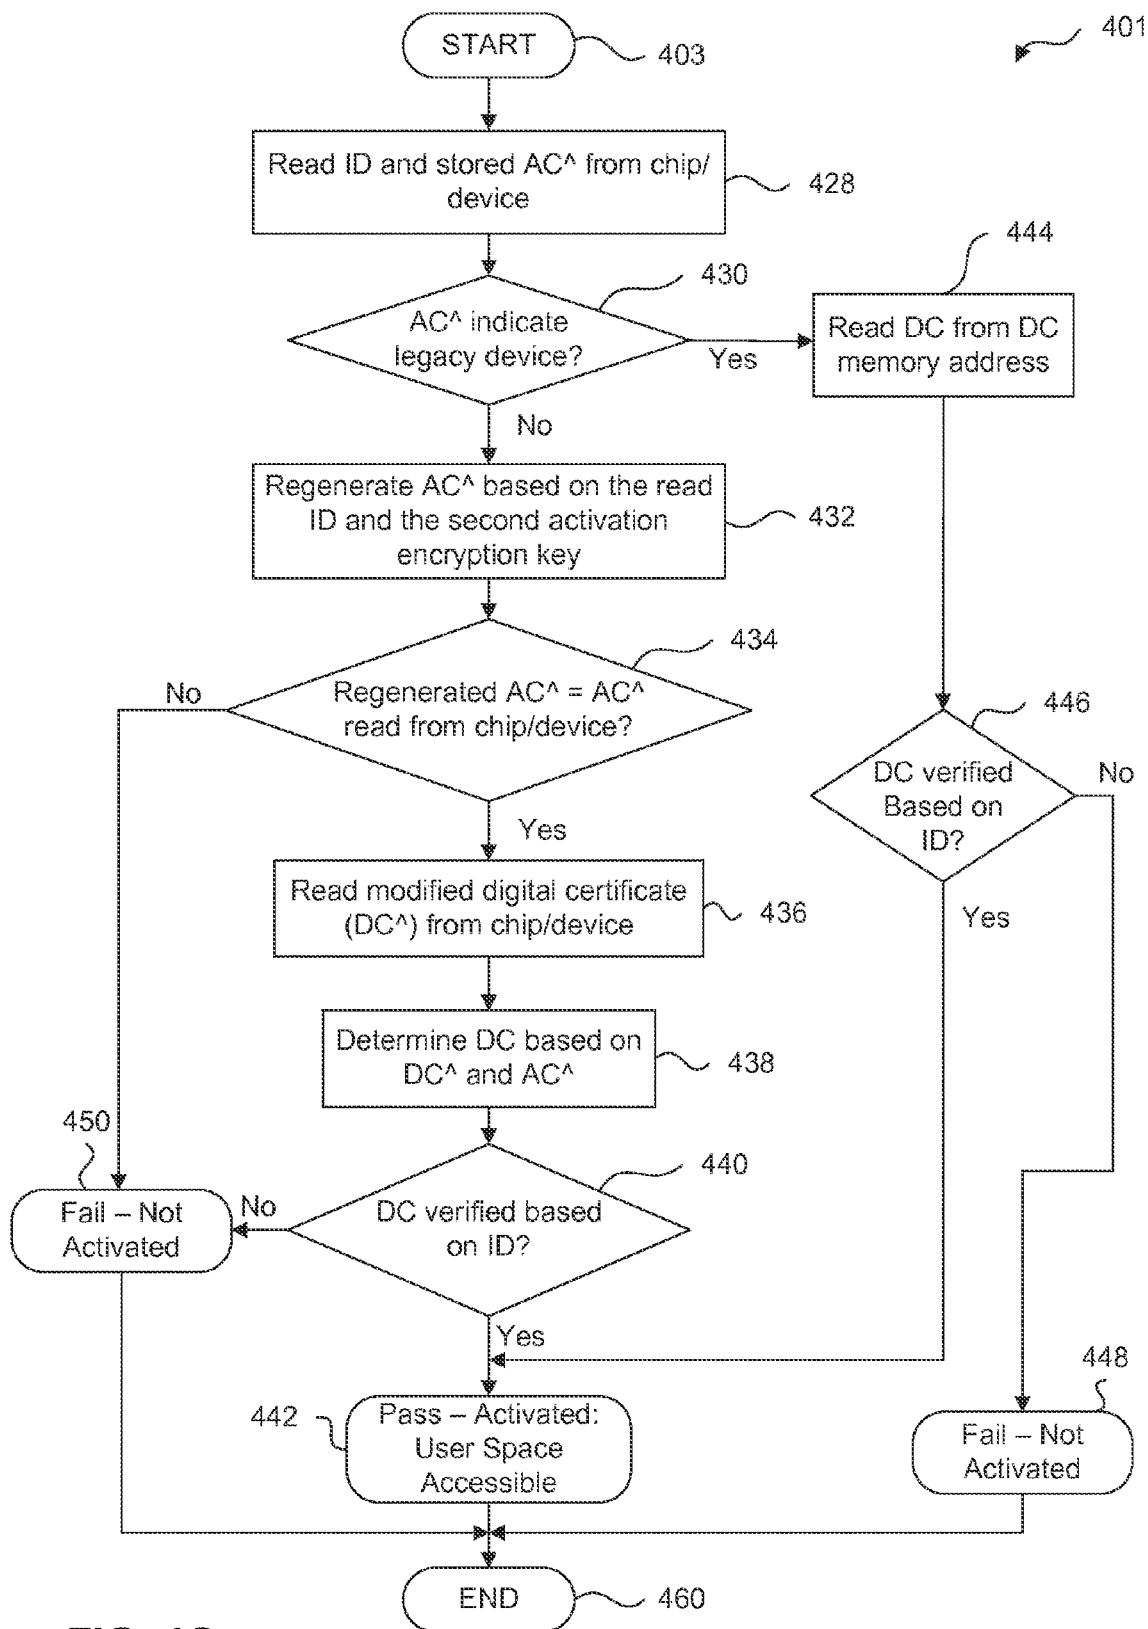 401
START
403
Read ID and stored AC^ from chip/
device
428
444
430
AC^ indicate
legacy device?
Yes
Read DC from DC
memory address
No
Regenerate AC^ based on the read
ID and the second activation
encryption key
432
434
No
Regenerated AC^ = AC^
read from chip/device?
446
DC verified
Based on
ID?
No
Yes
Yes
Read modified digital certificate
(DC^) from chip/device
436
Determine DC based on
DC^ and AC^
438
450
440
Fail – Not
Activated
No
DC verified based
on ID?
Yes
448
442
Pass – Activated:
User Space
Accessible
Fail – Not
Activated
END
460